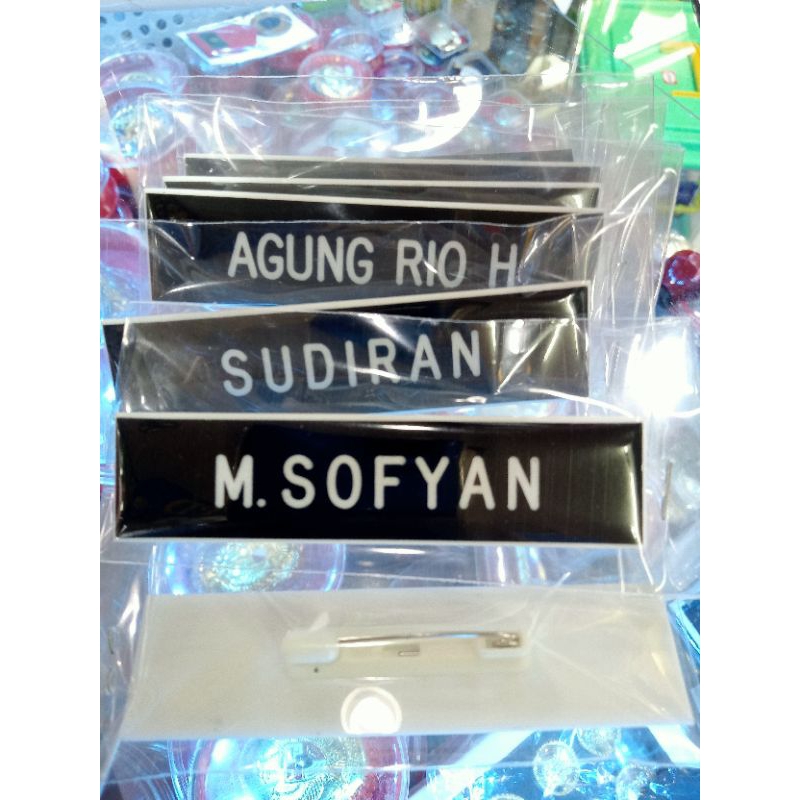 AGUNG RIO H
SUDIRAN
M. SOFYAN